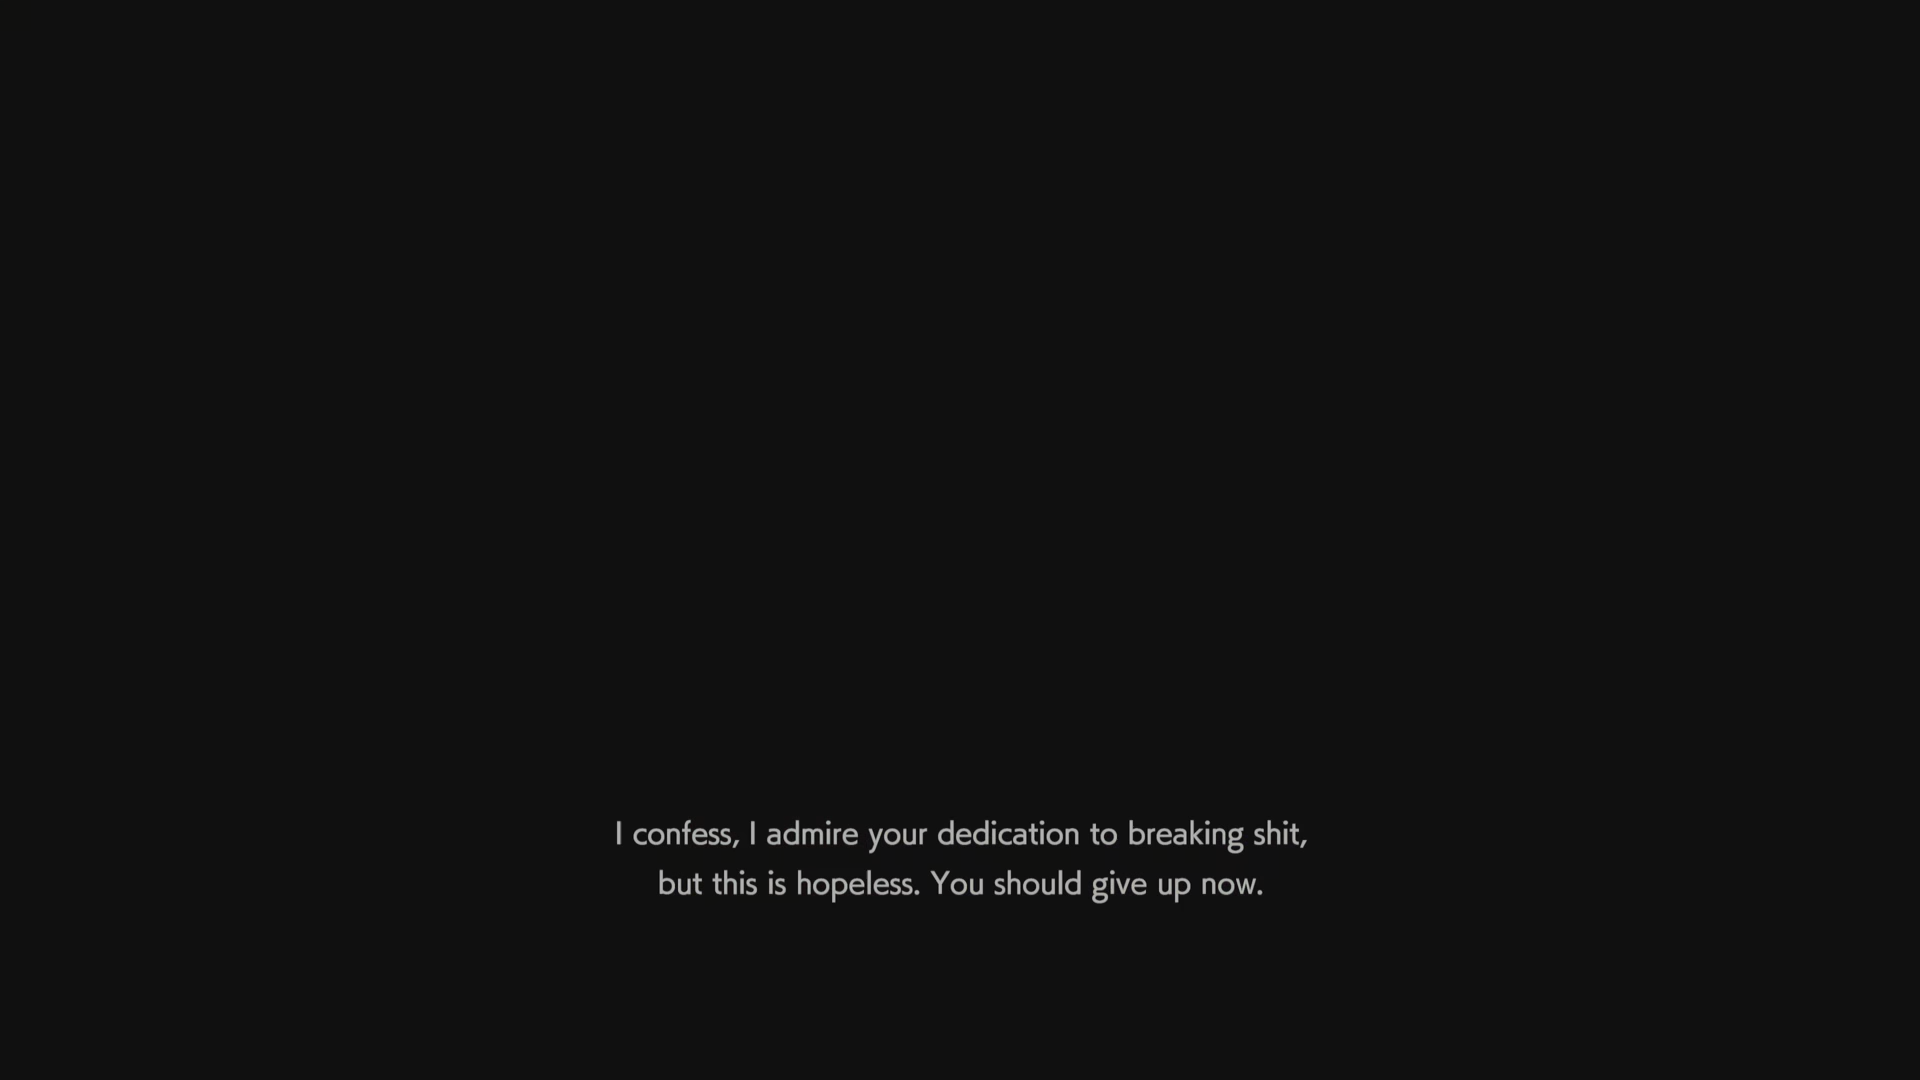 I confess, I admire your dedication to breaking shit,
but this is hopeless. You should give up now.